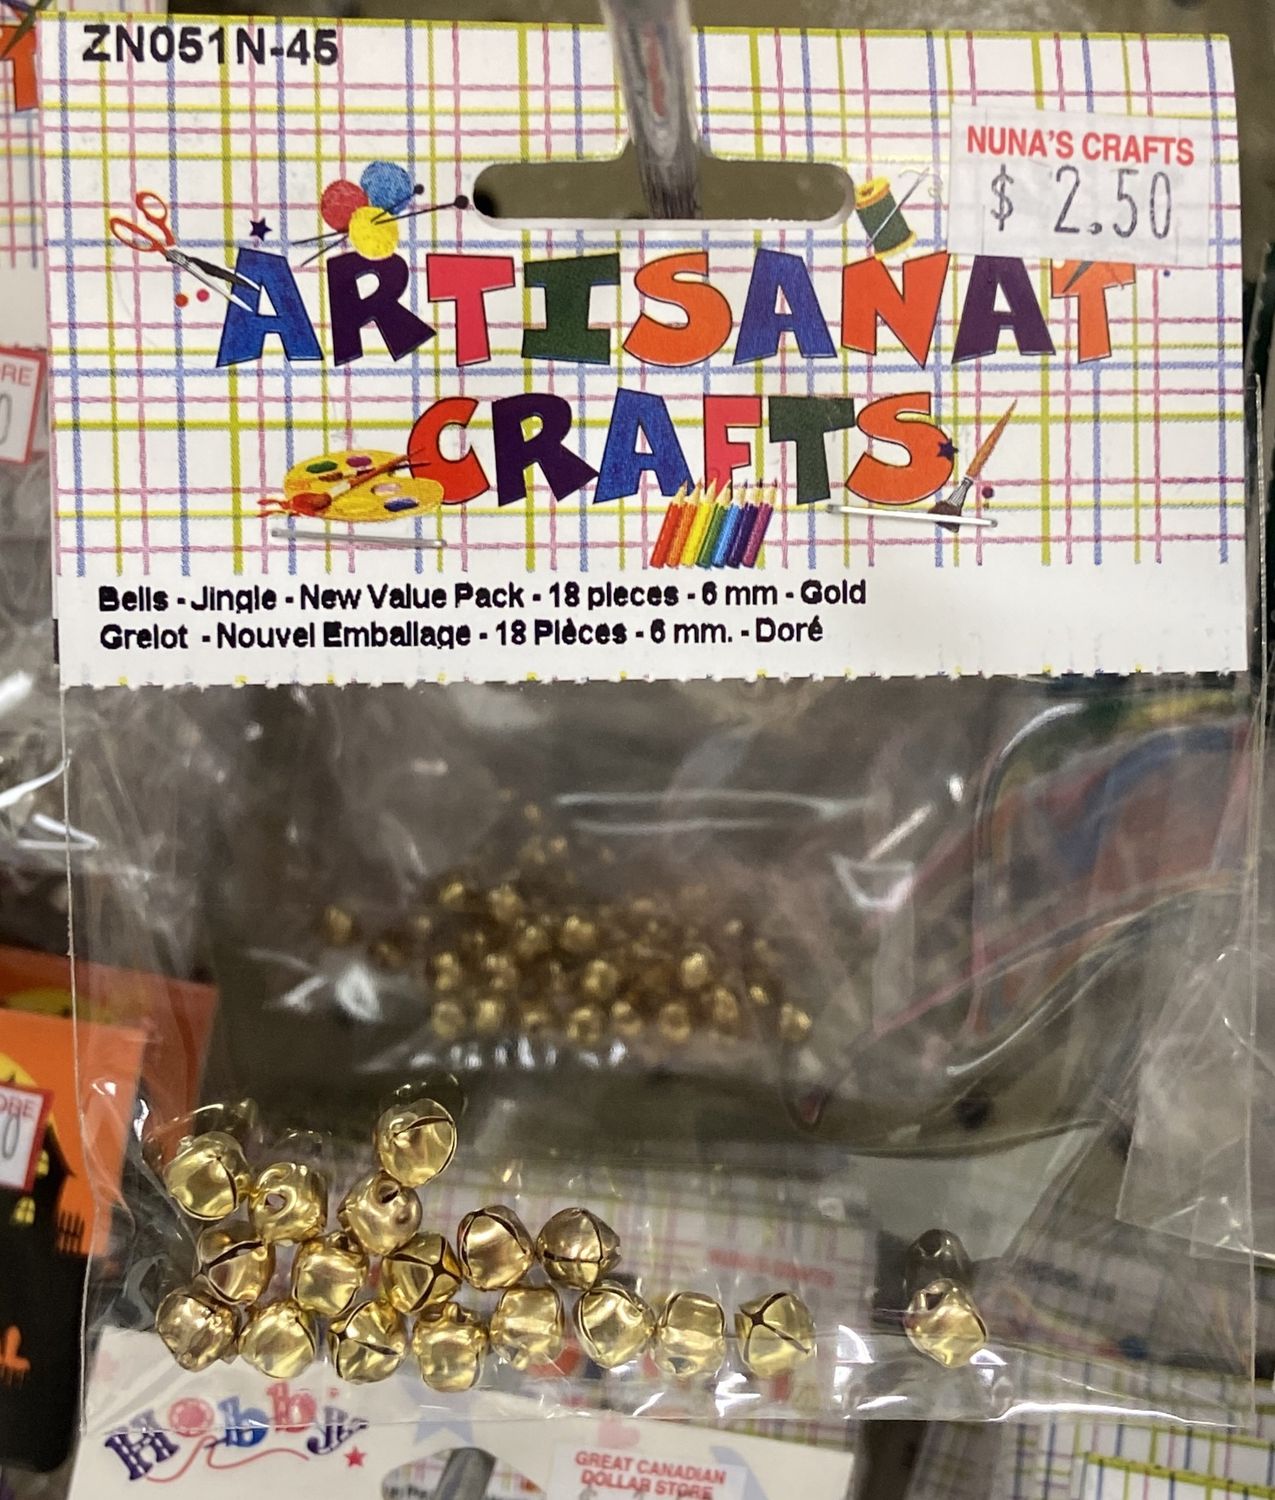 ZN051N-45
NUNA'S CRAFTS
$ 2.50
ARTISANAT
CRAFTS
Bells - Jingle - New Value Pack - 18 pieces - 6 mm - Gold
Grelot - Nouvel Emballage - 18 Pièces - 6 mm. - Doré
Hobby
GREAT CANADIAN
DOLLAR STORE